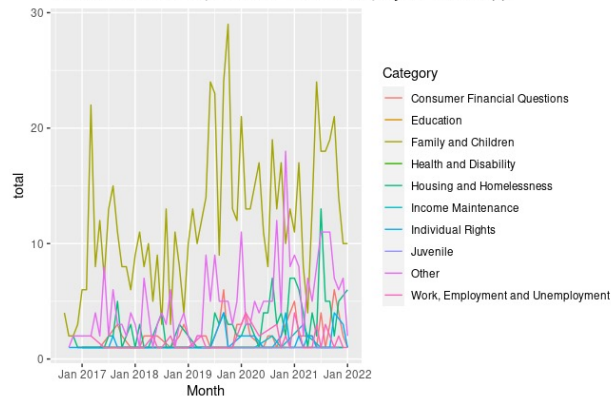 30
20
10
0
total
Jan 2017 Jan 2018 Jan 2019 Jan 2020 Jan 2021 Jan 2022
Month
Category
Consumer Financial Questions
Education
Family and Children
Health and Disability
Housing and Homelessness
Income Maintenance
Individual Rights
Juvenile
Other
Work, Employment and Unemployment